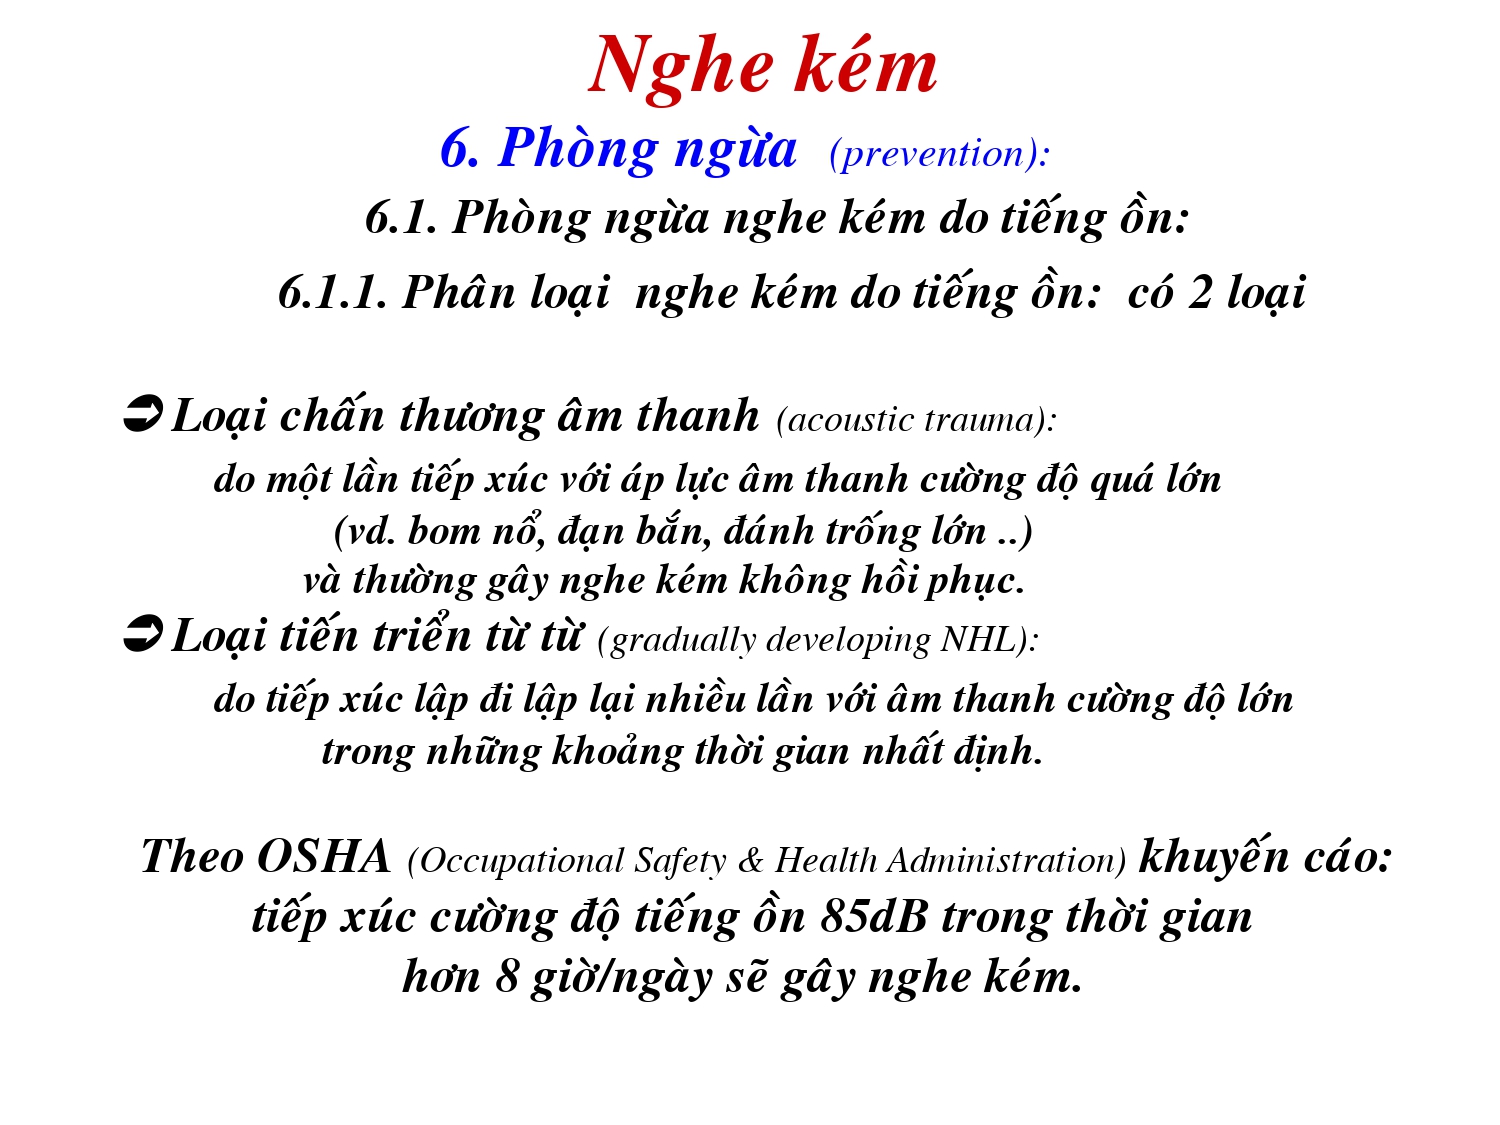 Nghe kém
6. Phòng ngừa (prevention):
6.1. Phòng ngừa nghe kém do tiếng ồn:
6.1.1. Phân loại nghe kém do tiếng ồn: có 2 loại
➲ Loại chấn thương âm thanh (acoustic trauma):
do một lần tiếp xúc với áp lực âm thanh cường độ quá lớn
(vd. bom nổ, đạn bắn, đánh trống lớn ..)
và thường gây nghe kém không hồi phục.
➲ Loại tiến triển từ từ (gradually developing NHL):
do tiếp xúc lập đi lập lại nhiều lần với âm thanh cường độ lớn
trong những khoảng thời gian nhất định.
Theo OSHA (Occupational Safety & Health Administration) khuyến cáo:
tiếp xúc cường độ tiếng ồn 85dB trong thời gian
hơn 8 giờ/ngày sẽ gây nghe kém.